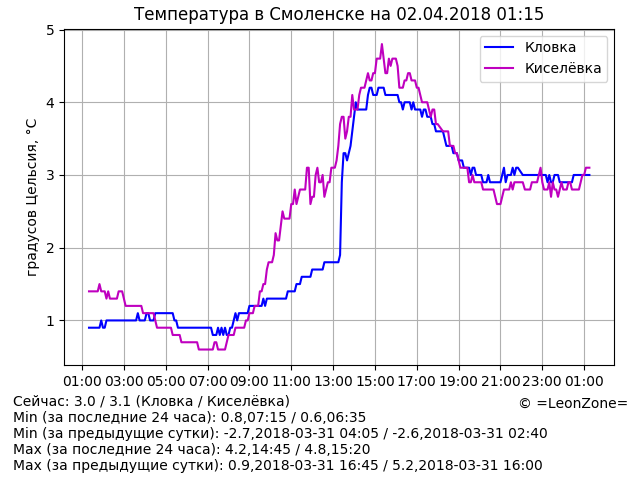 Температура в Смоленске на 02.04.2018 01:15
градусов Цельсия, °C
5
4
3
2
1
Кловка
Киселёвка
01:00 03:00 05:00 07:00 09:00 11:00 13:00 15:00 17:00 19:00 21:00 23:00 01:00
Сейчас: 3.0 / 3.1 (Кловка / Киселёвка)
© =LeonZone=
Min (за последние 24 часа): 0.8,07:15 / 0.6,06:35
Min (за предыдущие сутки): -2.7,2018-03-31 04:05 / -2.6,2018-03-31 02:40
Max (за последние 24 часа): 4.2,14:45 / 4.8,15:20
Max (за предыдущие сутки): 0.9,2018-03-31 16:45 / 5.2,2018-03-31 16:00